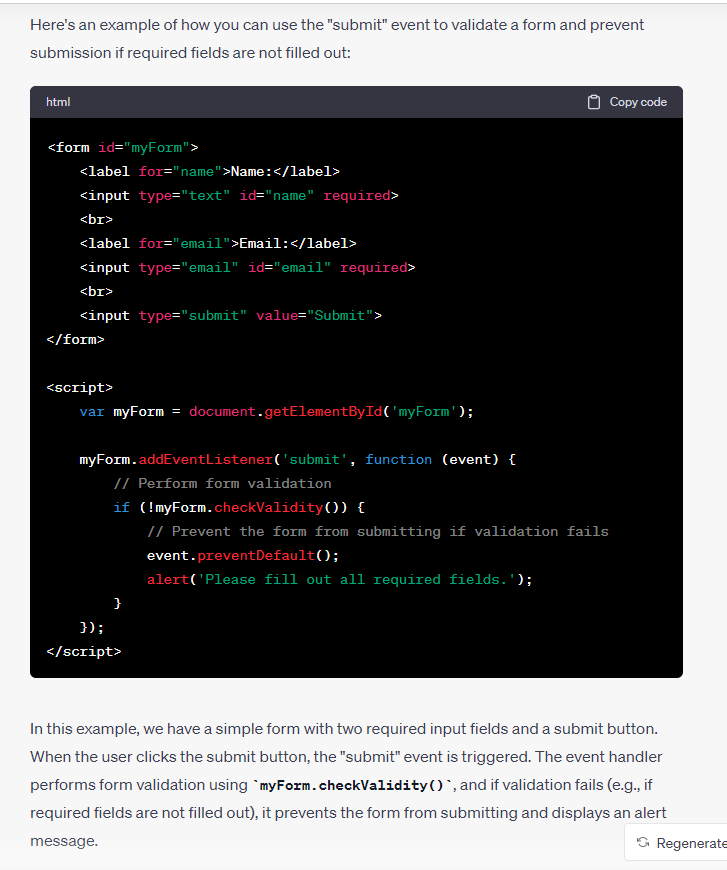 Here's an example of how you can use the "submit" event to validate a form and prevent
submission if required fields are not filled out:
html
Copy code
<form id="myForm">
    <label for="name">Name:</label>
    <input type="text" id="name" required>
    <br>
    <label for="email">Email:</label>
    <input type="email" id="email" required>
    <br>
    <input type="submit" value="Submit">
</form>
<script>
    var myForm = document.getElementById('myForm');
    myForm.addEventListener('submit', function (event) {
        // Perform form validation
        if (!myForm.checkValidity()) {
            // Prevent the form from submitting if validation fails
            event.preventDefault();
            alert('Please fill out all required fields.');
        }
    });
</script>
In this example, we have a simple form with two required input fields and a submit button.
When the user clicks the submit button, the "submit" event is triggered. The event handler
performs form validation using `myForm.checkValidity()`, and if validation fails (e.g., if
required fields are not filled out), it prevents the form from submitting and displays an alert
message.
Regenerate